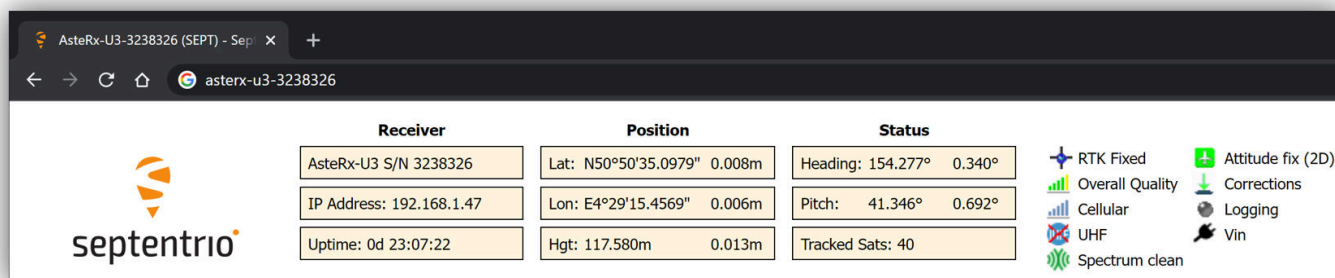 AsteRx-U3-3238326 (SEPT) - Sep
asterx-u3-3238326
Receiver Position Status
AsteRx-U3 S/N 3238326 Lat: N50°50'35.0979" 0.008m Heading: 154.277° 0.340° RTK Fixed Attitude fix (2D)
Overall Quality Corrections
IP Address: 192.168.1.47 Lon: E4°29'15.4569" 0.006m Pitch: 41.346° 0.692° Cellular Logging
septentrio Uptime: 0d 23:07:22 Hgt: 117.580m 0.013m Tracked Sats: 40 UHF Vin
Spectrum clean